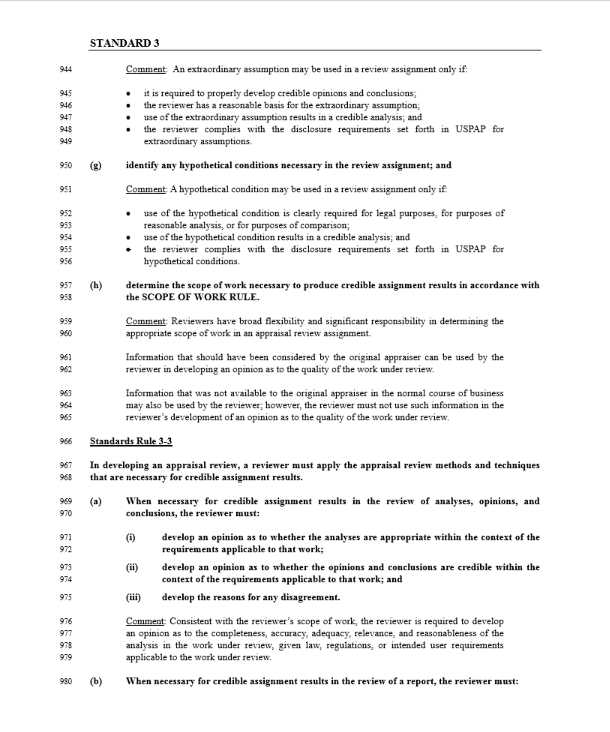 STANDARD 3
944 Comment: An extraordinary assumption may be used in a review assignment only if:
945 • it is required to properly develop credible opinions and conclusions;
946 • the reviewer has a reasonable basis for the extraordinary assumption;
947 • use of the extraordinary assumption results in a credible analysis; and
948 • the reviewer complies with the disclosure requirements set forth in USPAP for
949 extraordinary assumptions.
950 (g) identify any hypothetical conditions necessary in the review assignment; and
951 Comment: A hypothetical condition may be used in a review assignment only if:
952 • use of the hypothetical condition is clearly required for legal purposes, for purposes of
953 reasonable analysis, or for purposes of comparison;
954 • use of the hypothetical condition results in a credible analysis; and
955 • the reviewer complies with the disclosure requirements set forth in USPAP for
956 hypothetical conditions.
957 (h) determine the scope of work necessary to produce credible assignment results in accordance with
958 the SCOPE OF WORK RULE.
959 Comment: Reviewers have broad flexibility and significant responsibility in determining the
960 appropriate scope of work in an appraisal review assignment.
961 Information that should have been considered by the original appraiser can be used by the
962 reviewer in developing an opinion as to the quality of the work under review.
963 Information that was not available to the original appraiser in the normal course of business
964 may also be used by the reviewer; however, the reviewer must not use such information in the
965 reviewer’s development of an opinion as to the quality of the work under review.
966 Standards Rule 3-3
967 In developing an appraisal review, a reviewer must apply the appraisal review methods and techniques
968 that are necessary for credible assignment results.
969 (a) When necessary for credible assignment results in the review of analyses, opinions, and
970 conclusions, the reviewer must:
971 (i) develop an opinion as to whether the analyses are appropriate within the context of the
972 requirements applicable to that work;
973 (ii) develop an opinion as to whether the opinions and conclusions are credible within the
974 context of the requirements applicable to that work; and
975 (iii) develop the reasons for any disagreement.
976 Comment: Consistent with the reviewer’s scope of work, the reviewer is required to develop
977 an opinion as to the completeness, accuracy, adequacy, relevance, and reasonableness of the
978 analysis in the work under review, given law, regulations, or intended user requirements
979 applicable to the work under review.
980 (b) When necessary for credible assignment results in the review of a report, the reviewer must: